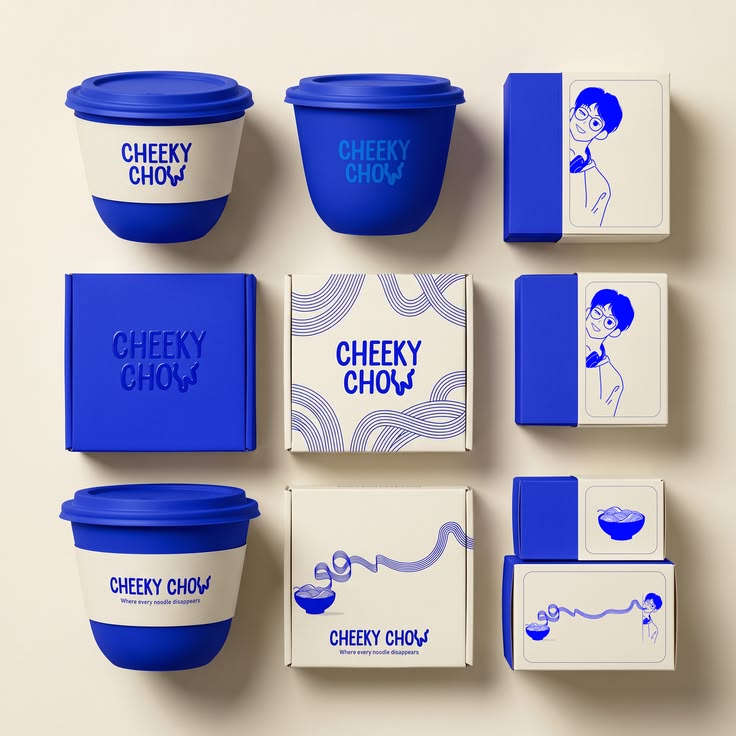 CHEEKY
CHOW
CHEEKY
CHOW
CHEEKY
CHOW
CHEEKY
CHOW
CHEEKY CHOW
Where every noodle disappears
CHEEKY CHOW
Where every noodle disappears